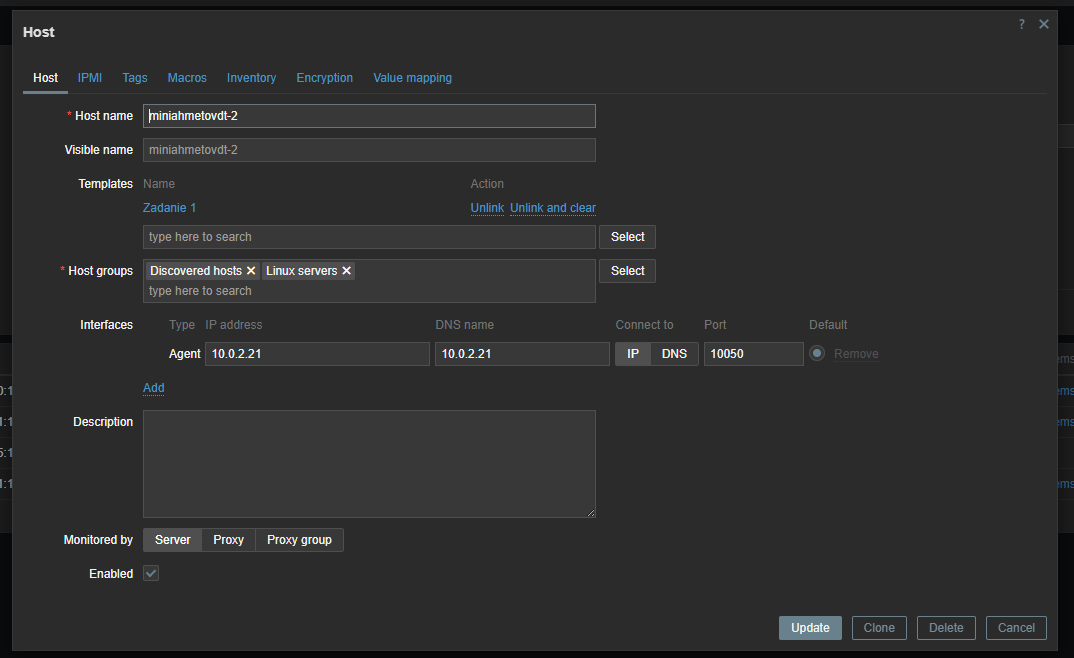 Host
?
Host IPMI Tags Macros Inventory Encryption Value mapping
* Host name miniahmetovdt-2
Visible name miniahmetovdt-2
Templates Name Action
Zadanie 1 Unlink Unlink and clear
type here to search Select
* Host groups Discovered hosts Linux servers Select
type here to search
Interfaces Type IP address DNS name Connect to Port Default
Agent 10.0.2.21 10.0.2.21 IP DNS 10050 Remove
Add
Description
Monitored by Server Proxy Proxy group
Enabled
Update Clone Delete Cancel